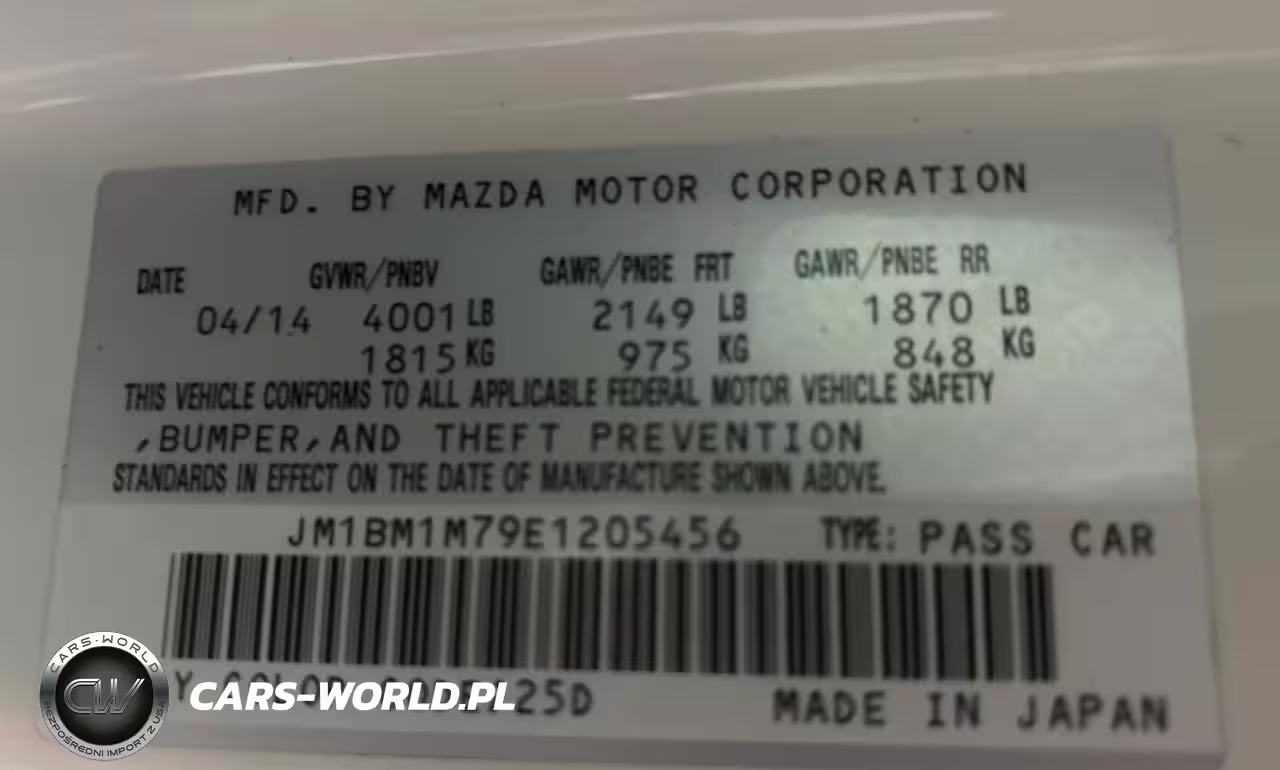 MFD. BY MAZDA MOTOR CORPORATION
DATE GVWR/PNBV GAWR/PNBE FRT GAWR/PNBE RR
04/14 4001 LB 2149 LB 1870 LB
1815 KG 975 KG 848 KG
THIS VEHICLE CONFORMS TO ALL APPLICABLE FEDERAL MOTOR VEHICLE SAFETY
,BUMPER,AND THEFT PREVENTION
STANDARDS IN EFFECT ON THE DATE OF MANUFACTURE SHOWN ABOVE.
JM1BM1M79E1205456 TYPE: PASS CAR
25D MADE IN JAPAN
CARS-WORLD
CW
BEZPOŚREDNI IMPORT Z USA
CARS-WORLD.PL